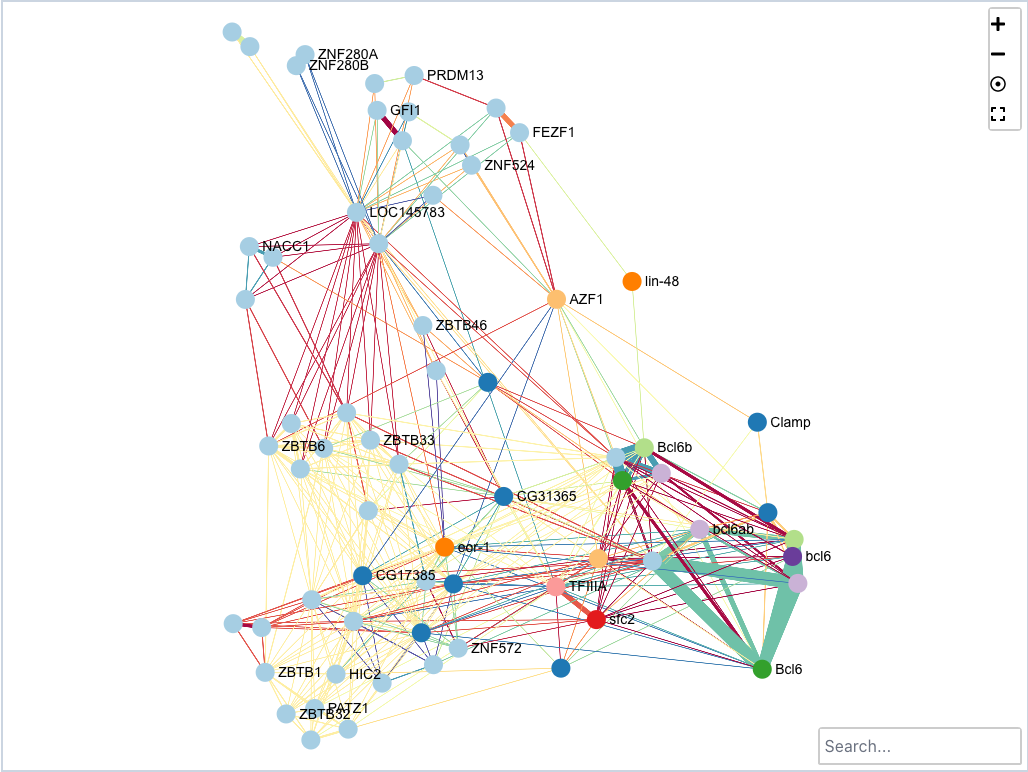 ZNF280A
ZNF280B
PRDM13
GFI1
FEZF1
ZNF524
LOC145783
NACC1
lin-48
AZF1
ZBTB46
Clamp
ZBTB33
ZBTB6
Bcl6b
CG31365
bcl6ab
eor-1
bcl6
CG17385
TFIIIA
sfc2
ZNF572
ZBTB1
HIC2
Bcl6
PATZ1
ZBTB32
Search...